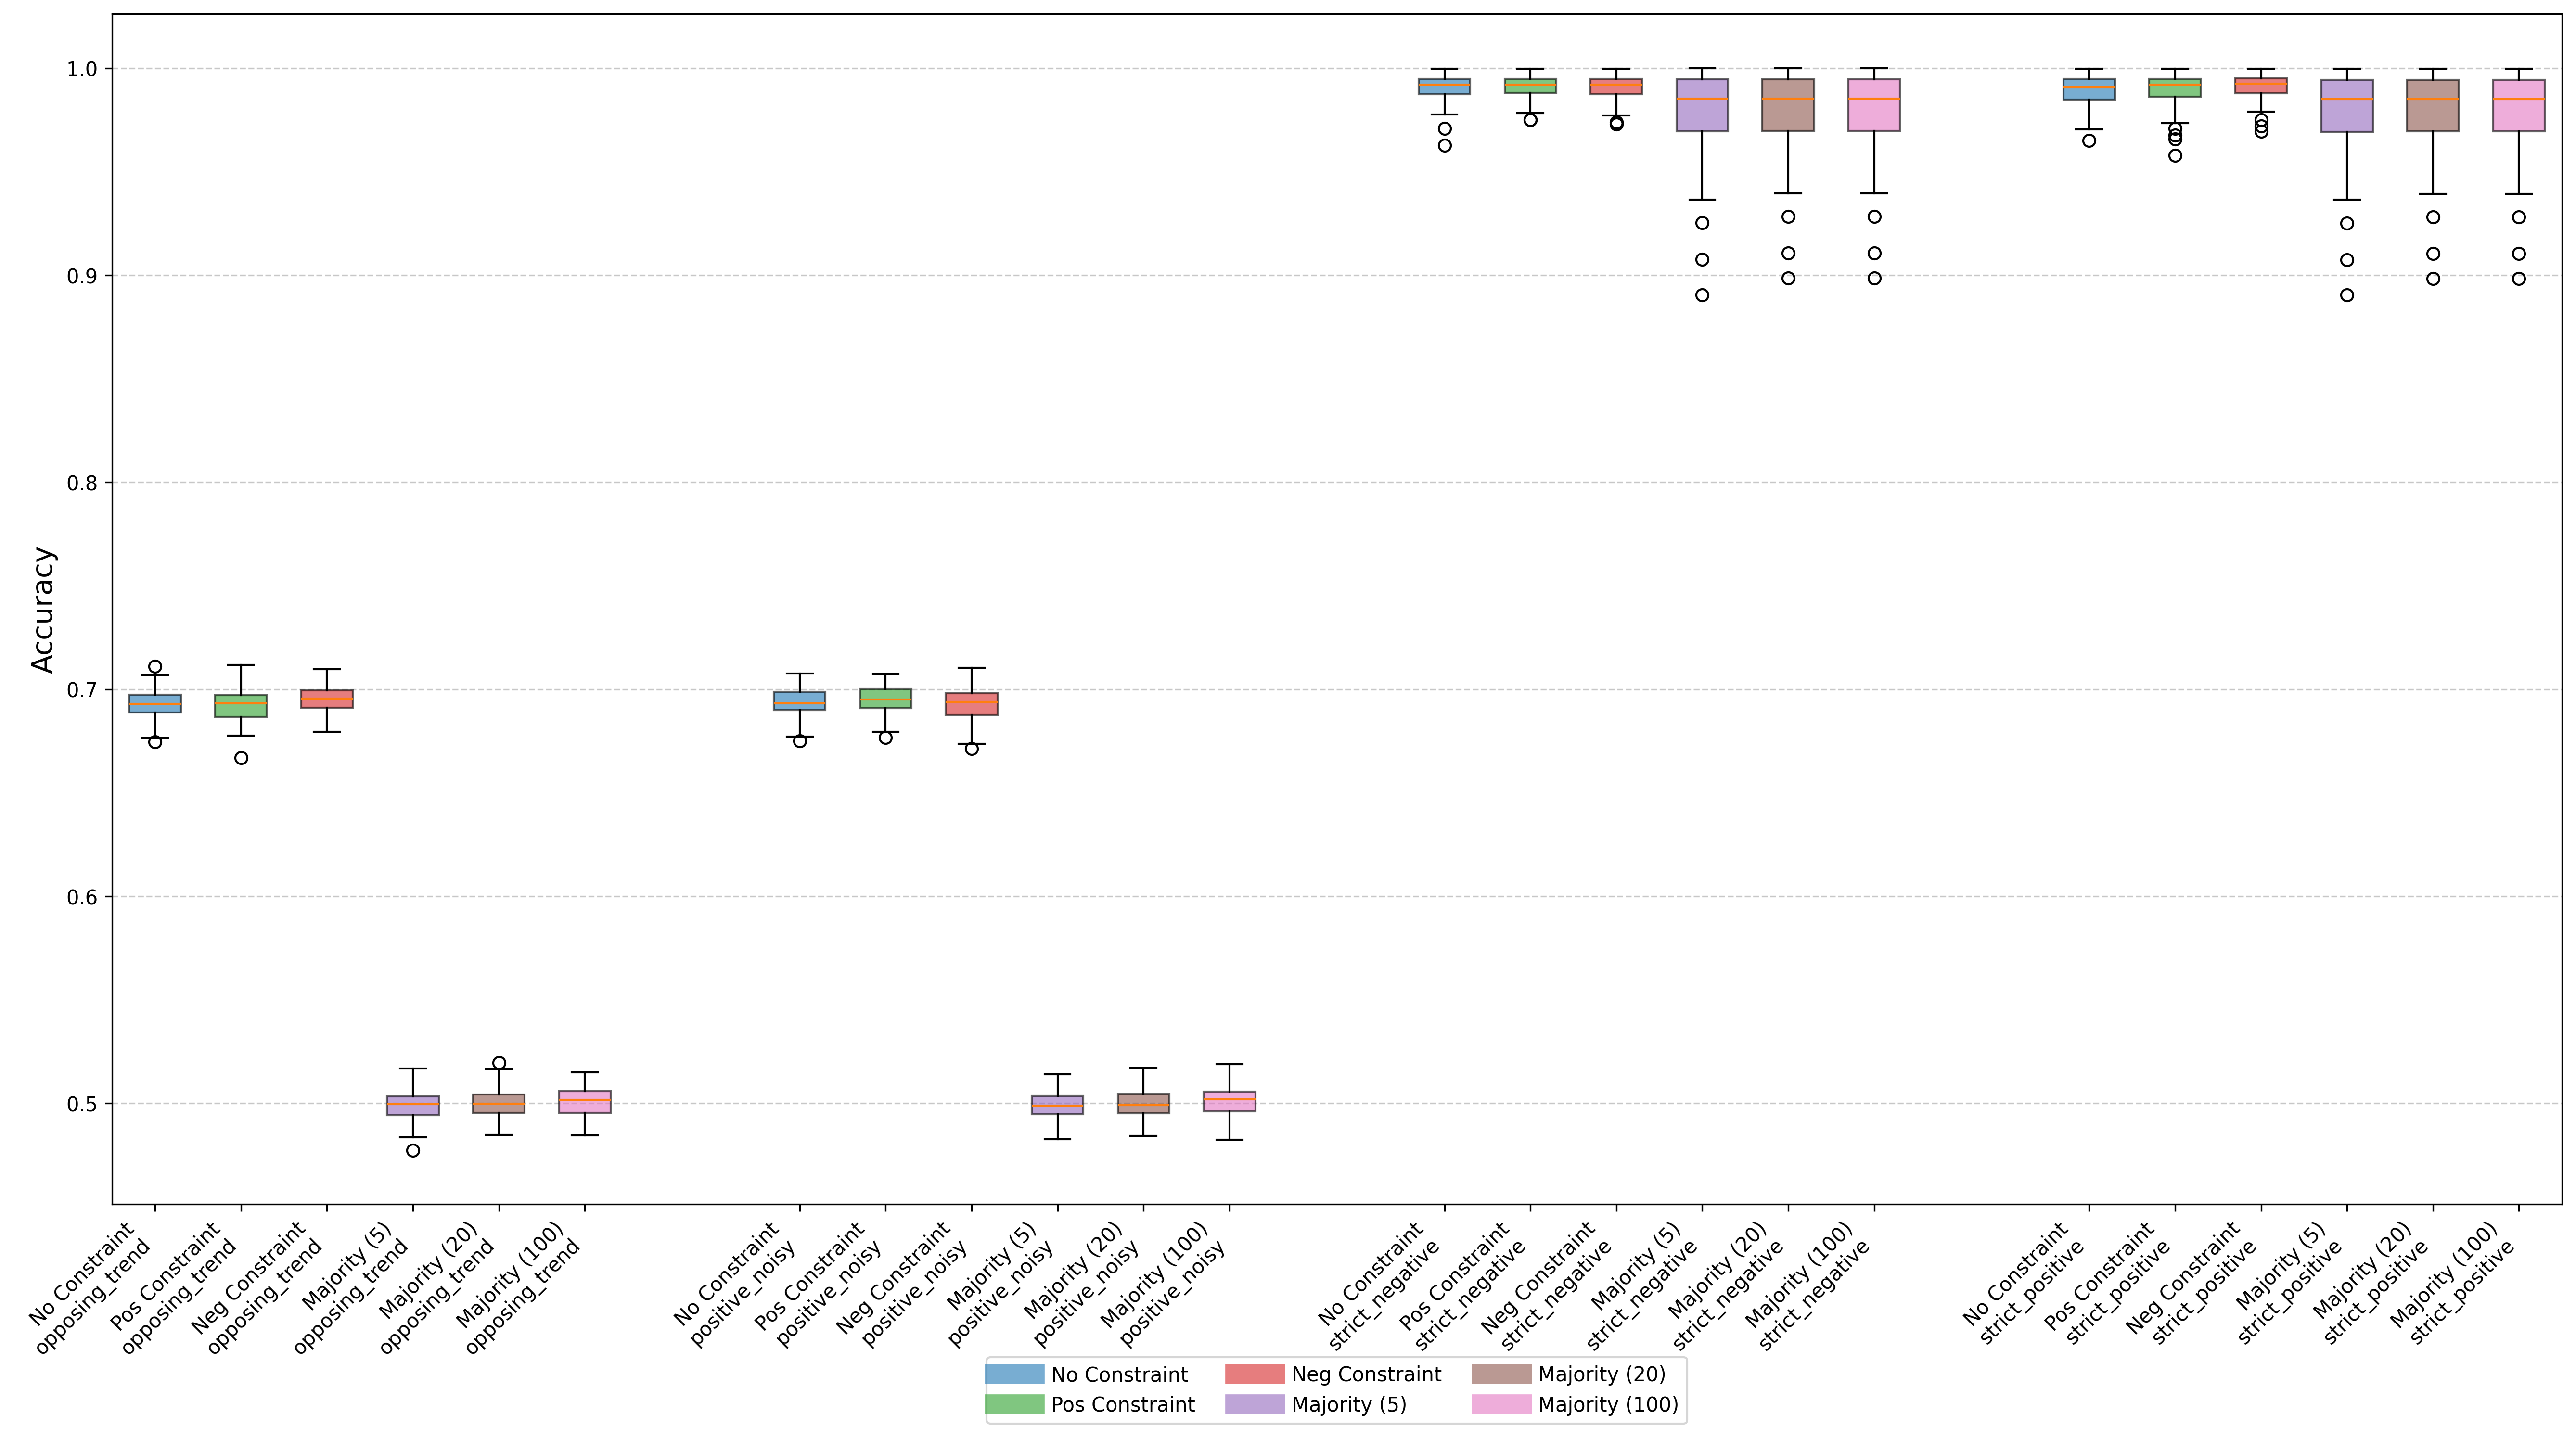 1.0
0.9
0.8
0.7
0.6
0.5
Accuracy
No Constraint
opposing_trend
Pos Constraint
opposing_trend
Neg Constraint
opposing_trend
Majority (5)
opposing_trend
Majority (20)
opposing_trend
Majority (100)
opposing_trend
No Constraint
positive_noisy
Pos Constraint
positive_noisy
Neg Constraint
positive_noisy
Majority (5)
positive_noisy
Majority (20)
positive_noisy
Majority (100)
positive_noisy
No Constraint
strict_negative
Pos Constraint
strict_negative
Neg Constraint
strict_negative
Majority (5)
strict_negative
Majority (20)
strict_negative
Majority (100)
strict_negative
No Constraint
strict_positive
Pos Constraint
strict_positive
Neg Constraint
strict_positive
Majority (5)
strict_positive
Majority (20)
strict_positive
Majority (100)
strict_positive
No Constraint
Pos Constraint
Neg Constraint
Majority (5)
Majority (20)
Majority (100)